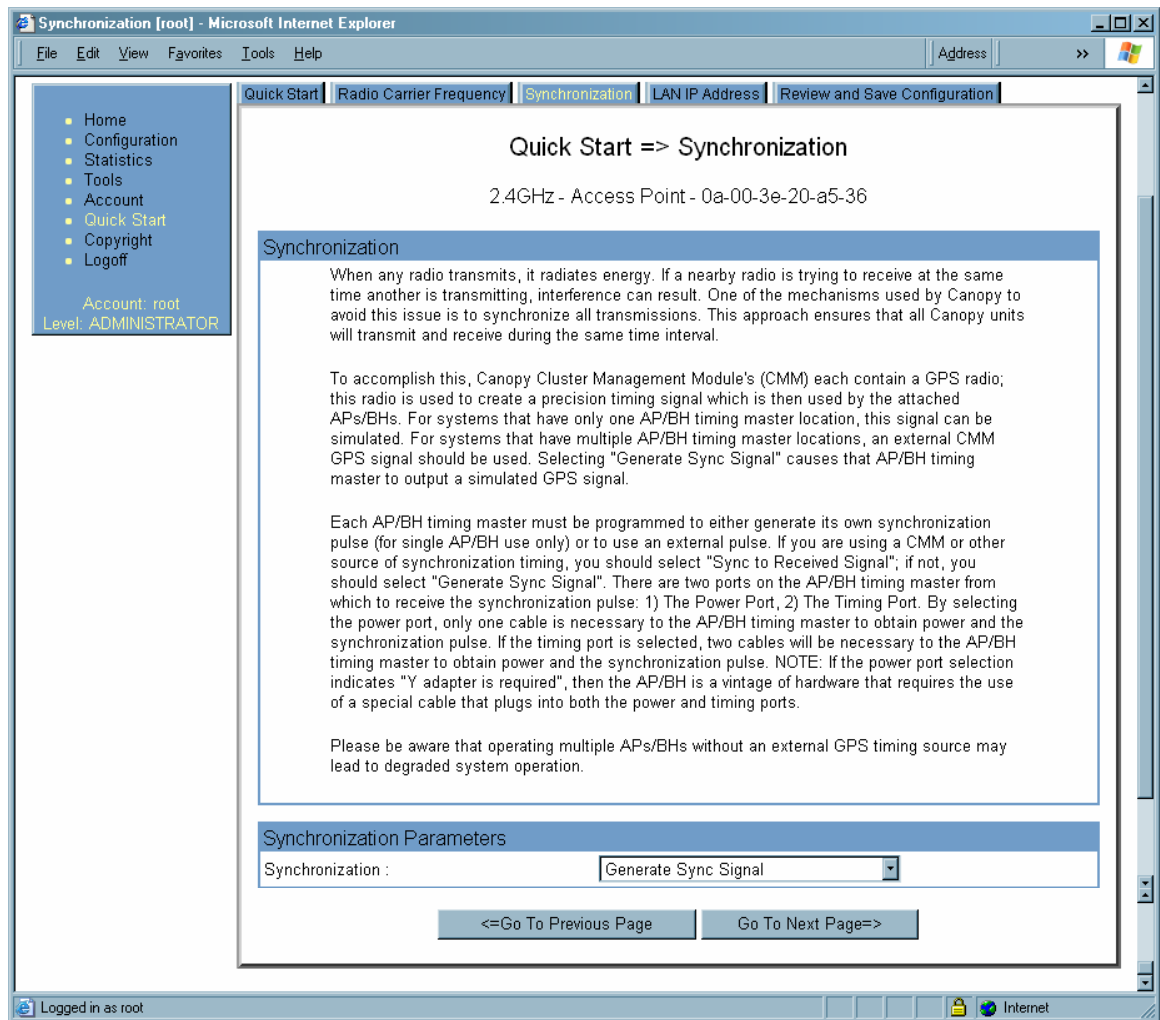 Synchronization [root] - Microsoft Internet Explorer
File Edit View Favorites Tools Help
Address
»
Home
Configuration
Statistics
Tools
Account
Quick Start
Copyright
Logoff
Account: root
Level: ADMINISTRATOR
Quick Start Radio Carrier Frequency Synchronization LAN IP Address Review and Save Configuration
Quick Start => Synchronization
2.4GHz - Access Point - 0a-00-3e-20-a5-36
Synchronization
When any radio transmits, it radiates energy. If a nearby radio is trying to receive at the same
time another is transmitting, interference can result. One of the mechanisms used by Canopy to
avoid this issue is to synchronize all transmissions. This approach ensures that all Canopy units
will transmit and receive during the same time interval.
To accomplish this, Canopy Cluster Management Module's (CMM) each contain a GPS radio;
this radio is used to create a precision timing signal which is then used by the attached
APs/BHs. For systems that have only one AP/BH timing master location, this signal can be
simulated. For systems that have multiple AP/BH timing master locations, an external CMM
GPS signal should be used. Selecting "Generate Sync Signal" causes that AP/BH timing
master to output a simulated GPS signal.
Each AP/BH timing master must be programmed to either generate its own synchronization
pulse (for single AP/BH use only) or to use an external pulse. If you are using a CMM or other
source of synchronization timing, you should select "Sync to Received Signal"; if not, you
should select "Generate Sync Signal". There are two ports on the AP/BH timing master from
which to receive the synchronization pulse: 1) The Power Port, 2) The Timing Port. By selecting
the power port, only one cable is necessary to the AP/BH timing master to obtain power and the
synchronization pulse. If the timing port is selected, two cables will be necessary to the AP/BH
timing master to obtain power and the synchronization pulse. NOTE: If the power port selection
indicates "Y adapter is required", then the AP/BH is a vintage of hardware that requires the use
of a special cable that plugs into both the power and timing ports.
Please be aware that operating multiple APs/BHs without an external GPS timing source may
lead to degraded system operation.
Synchronization Parameters
Synchronization : Generate Sync Signal
<=Go To Previous Page Go To Next Page=>
Logged in as root Internet